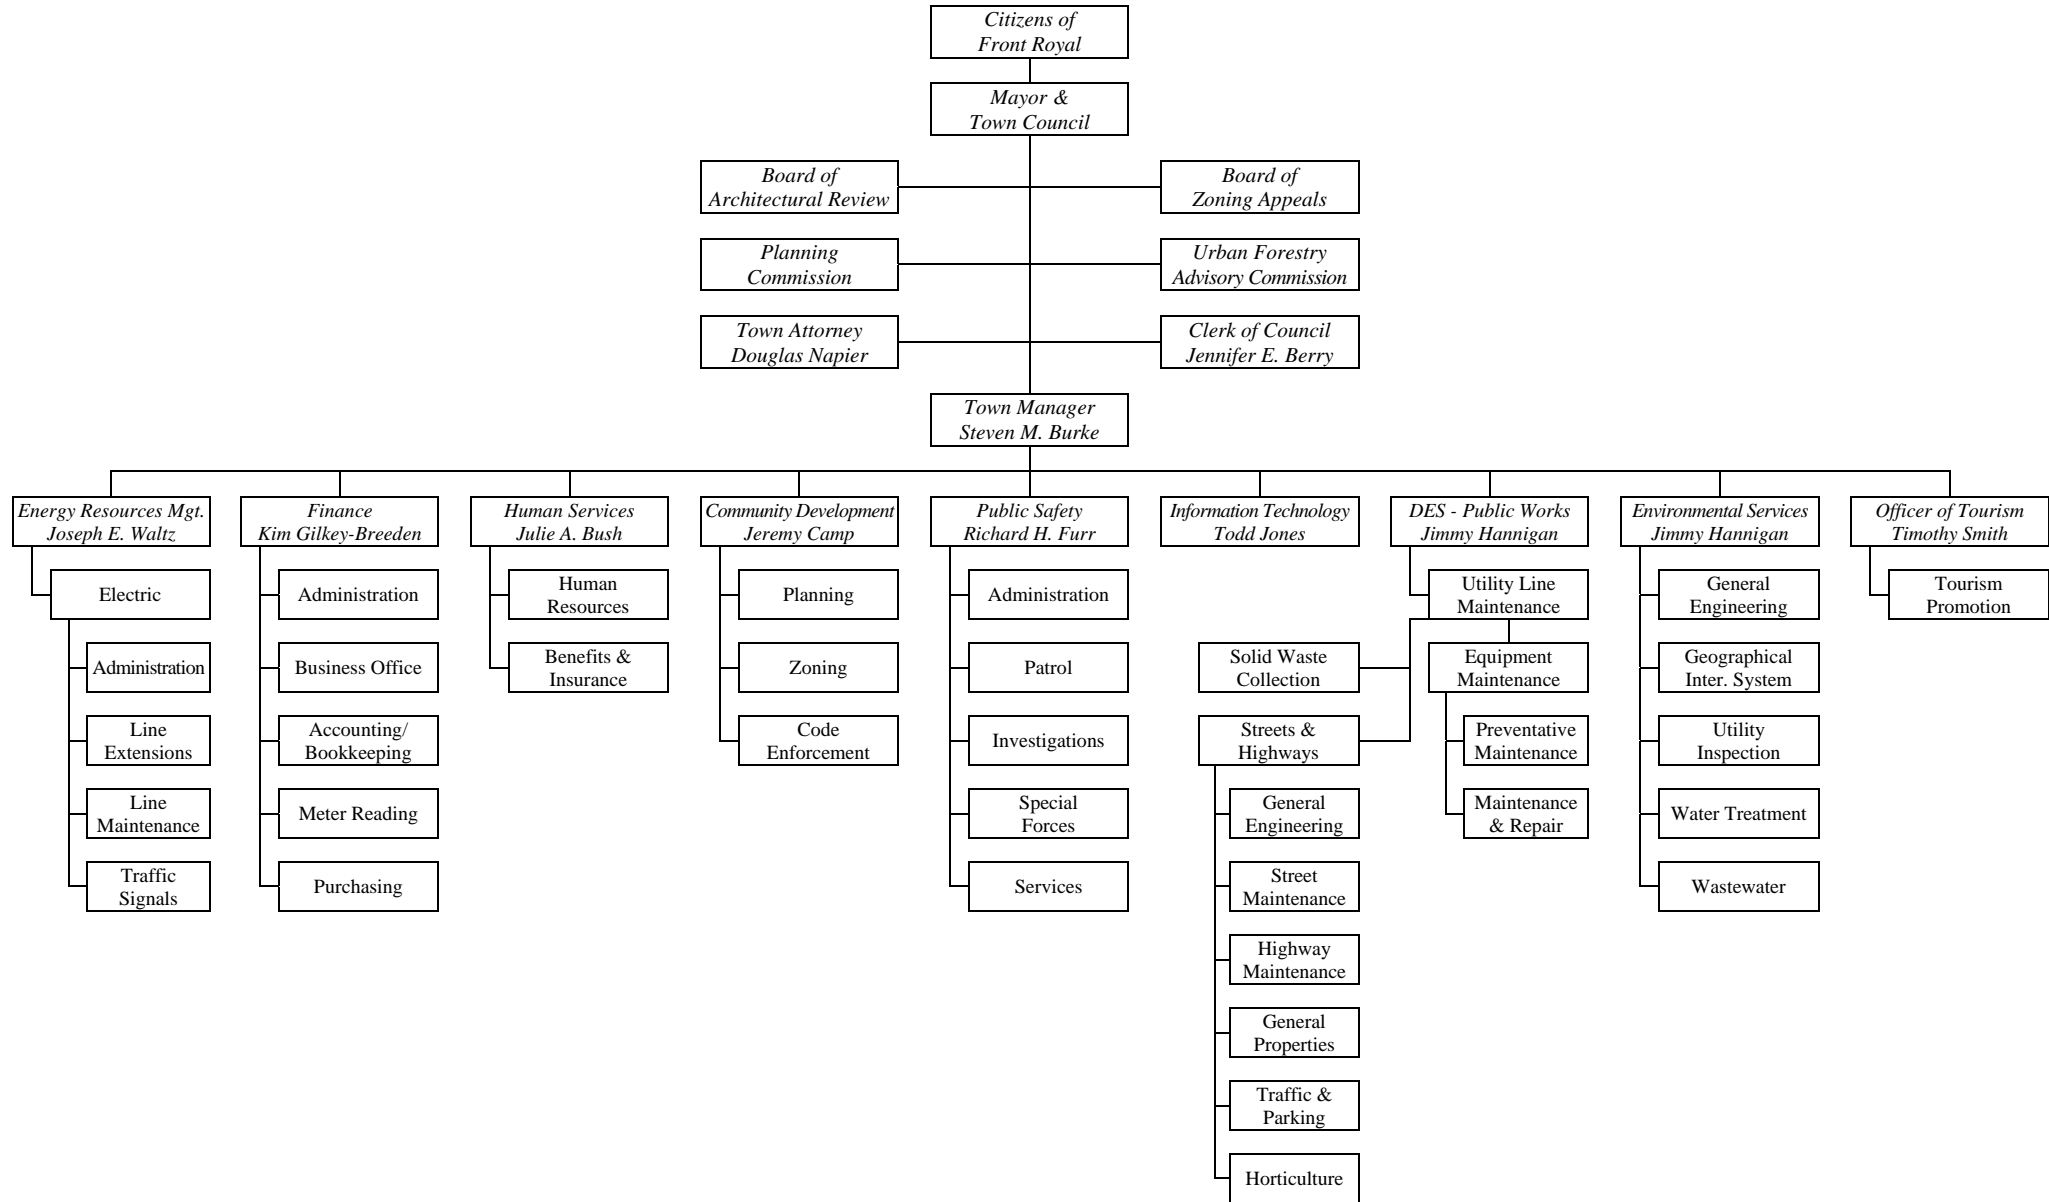 Citizens of
Front Royal
Mayor &
Town Council
Board of
Architectural Review
Board of
Zoning Appeals
Planning
Commission
Urban Forestry
Advisory Commission
Town Attorney
Douglas Napier
Clerk of Council
Jennifer E. Berry
Town Manager
Steven M. Burke
Energy Resources Mgt.
Joseph E. Waltz
Finance
Kim Gilkey-Breeden
Human Services
Julie A. Bush
Community Development
Jeremy Camp
Public Safety
Richard H. Furr
Information Technology
Todd Jones
DES - Public Works
Jimmy Hannigan
Environmental Services
Jimmy Hannigan
Officer of Tourism
Timothy Smith
Electric
Administration
Line
Extensions
Line
Maintenance
Traffic
Signals
Administration
Business Office
Accounting/
Bookkeeping
Meter Reading
Purchasing
Human
Resources
Benefits &
Insurance
Planning
Zoning
Code
Enforcement
Administration
Patrol
Investigations
Special
Forces
Services
Utility Line
Maintenance
Solid Waste
Collection
Streets &
Highways
General
Engineering
Street
Maintenance
Highway
Maintenance
General
Properties
Traffic &
Parking
Horticulture
Equipment
Maintenance
Preventative
Maintenance
Maintenance
& Repair
General
Engineering
Geographical
Inter. System
Utility
Inspection
Water Treatment
Wastewater
Tourism
Promotion